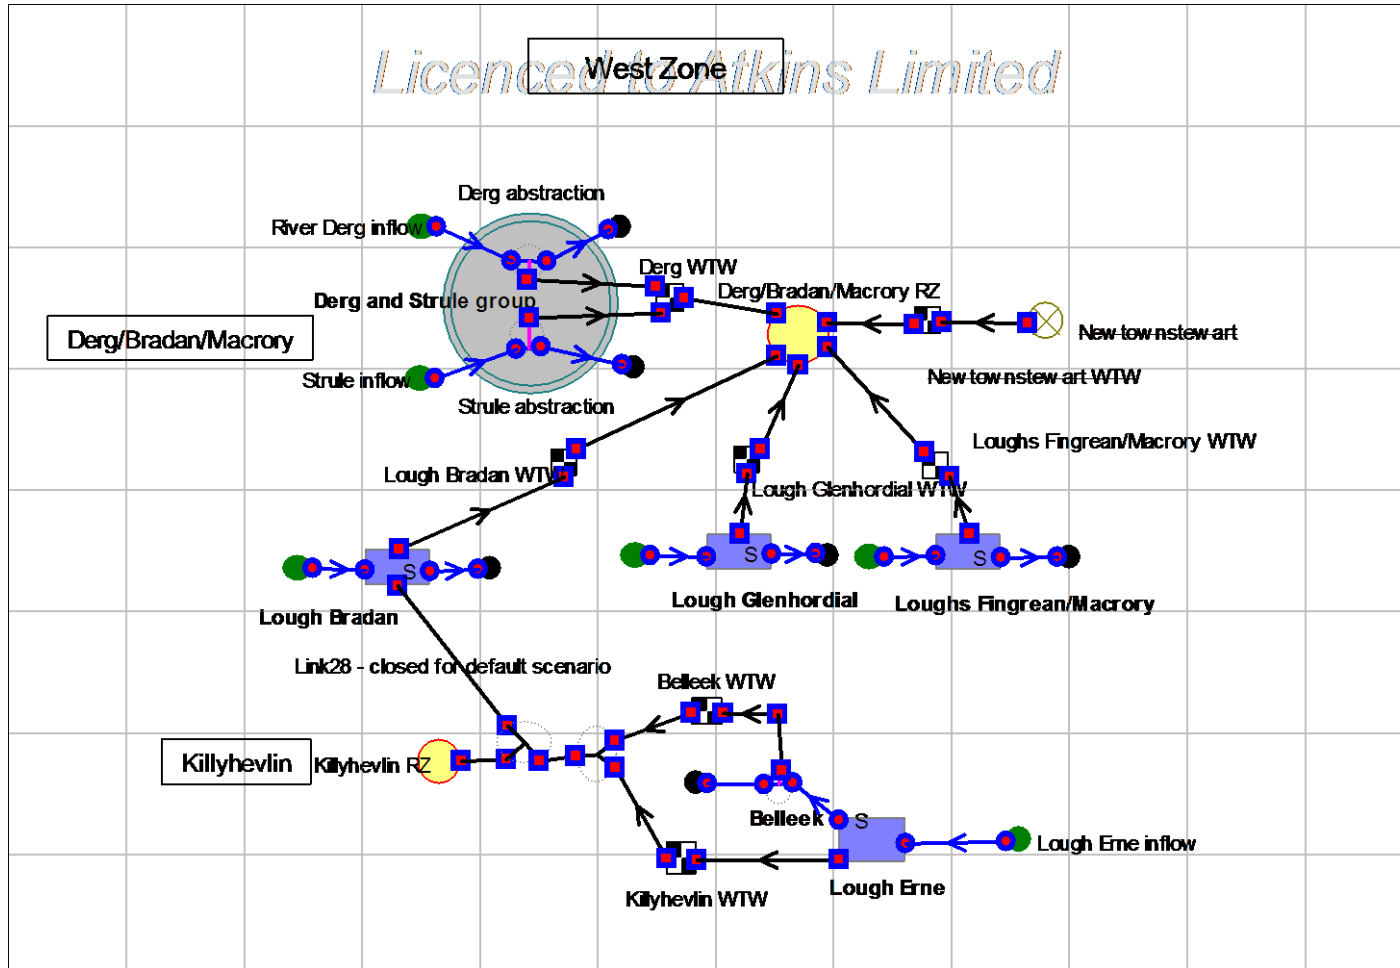 Licenced to Atkins Limited
West Zone
Derg abstraction
River Derg inflow
Derg WTW
Derg/Bradan/Macrory RZ
Derg and Strule group
Derg/Bradan/Macrory
New townstewart
Strule inflow
New townstewart WTW
Strule abstraction
Loughs Fingrean/Macrory WTW
Lough Bradan WTW
Lough Glenhordial WTW
S
S
S
Lough Glenhordial
Loughs Fingrean/Macrory
Lough Bradan
Link28 - closed for default scenario
Belleek WTW
Killyhevlin
Killyhevlin RZ
Belleek
S
Lough Erne inflow
Lough Erne
Killyhevlin WTW